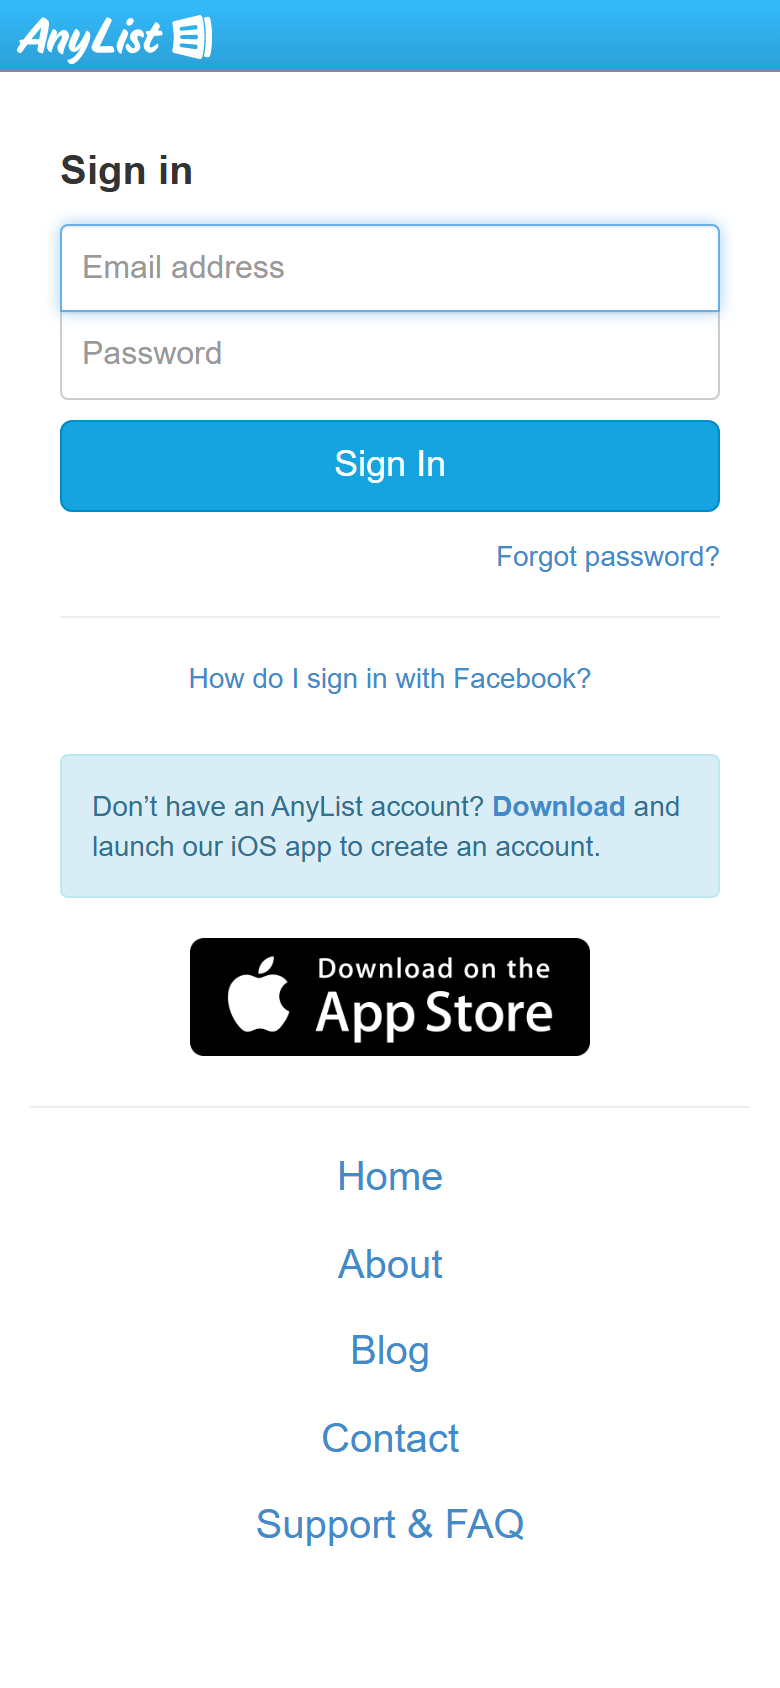 AnyList
Sign in
Email address
Password
Sign In
Forgot password?
How do I sign in with Facebook?
Don’t have an AnyList account? Download and
launch our iOS app to create an account.
Download on the
App Store
Home
About
Blog
Contact
Support & FAQ